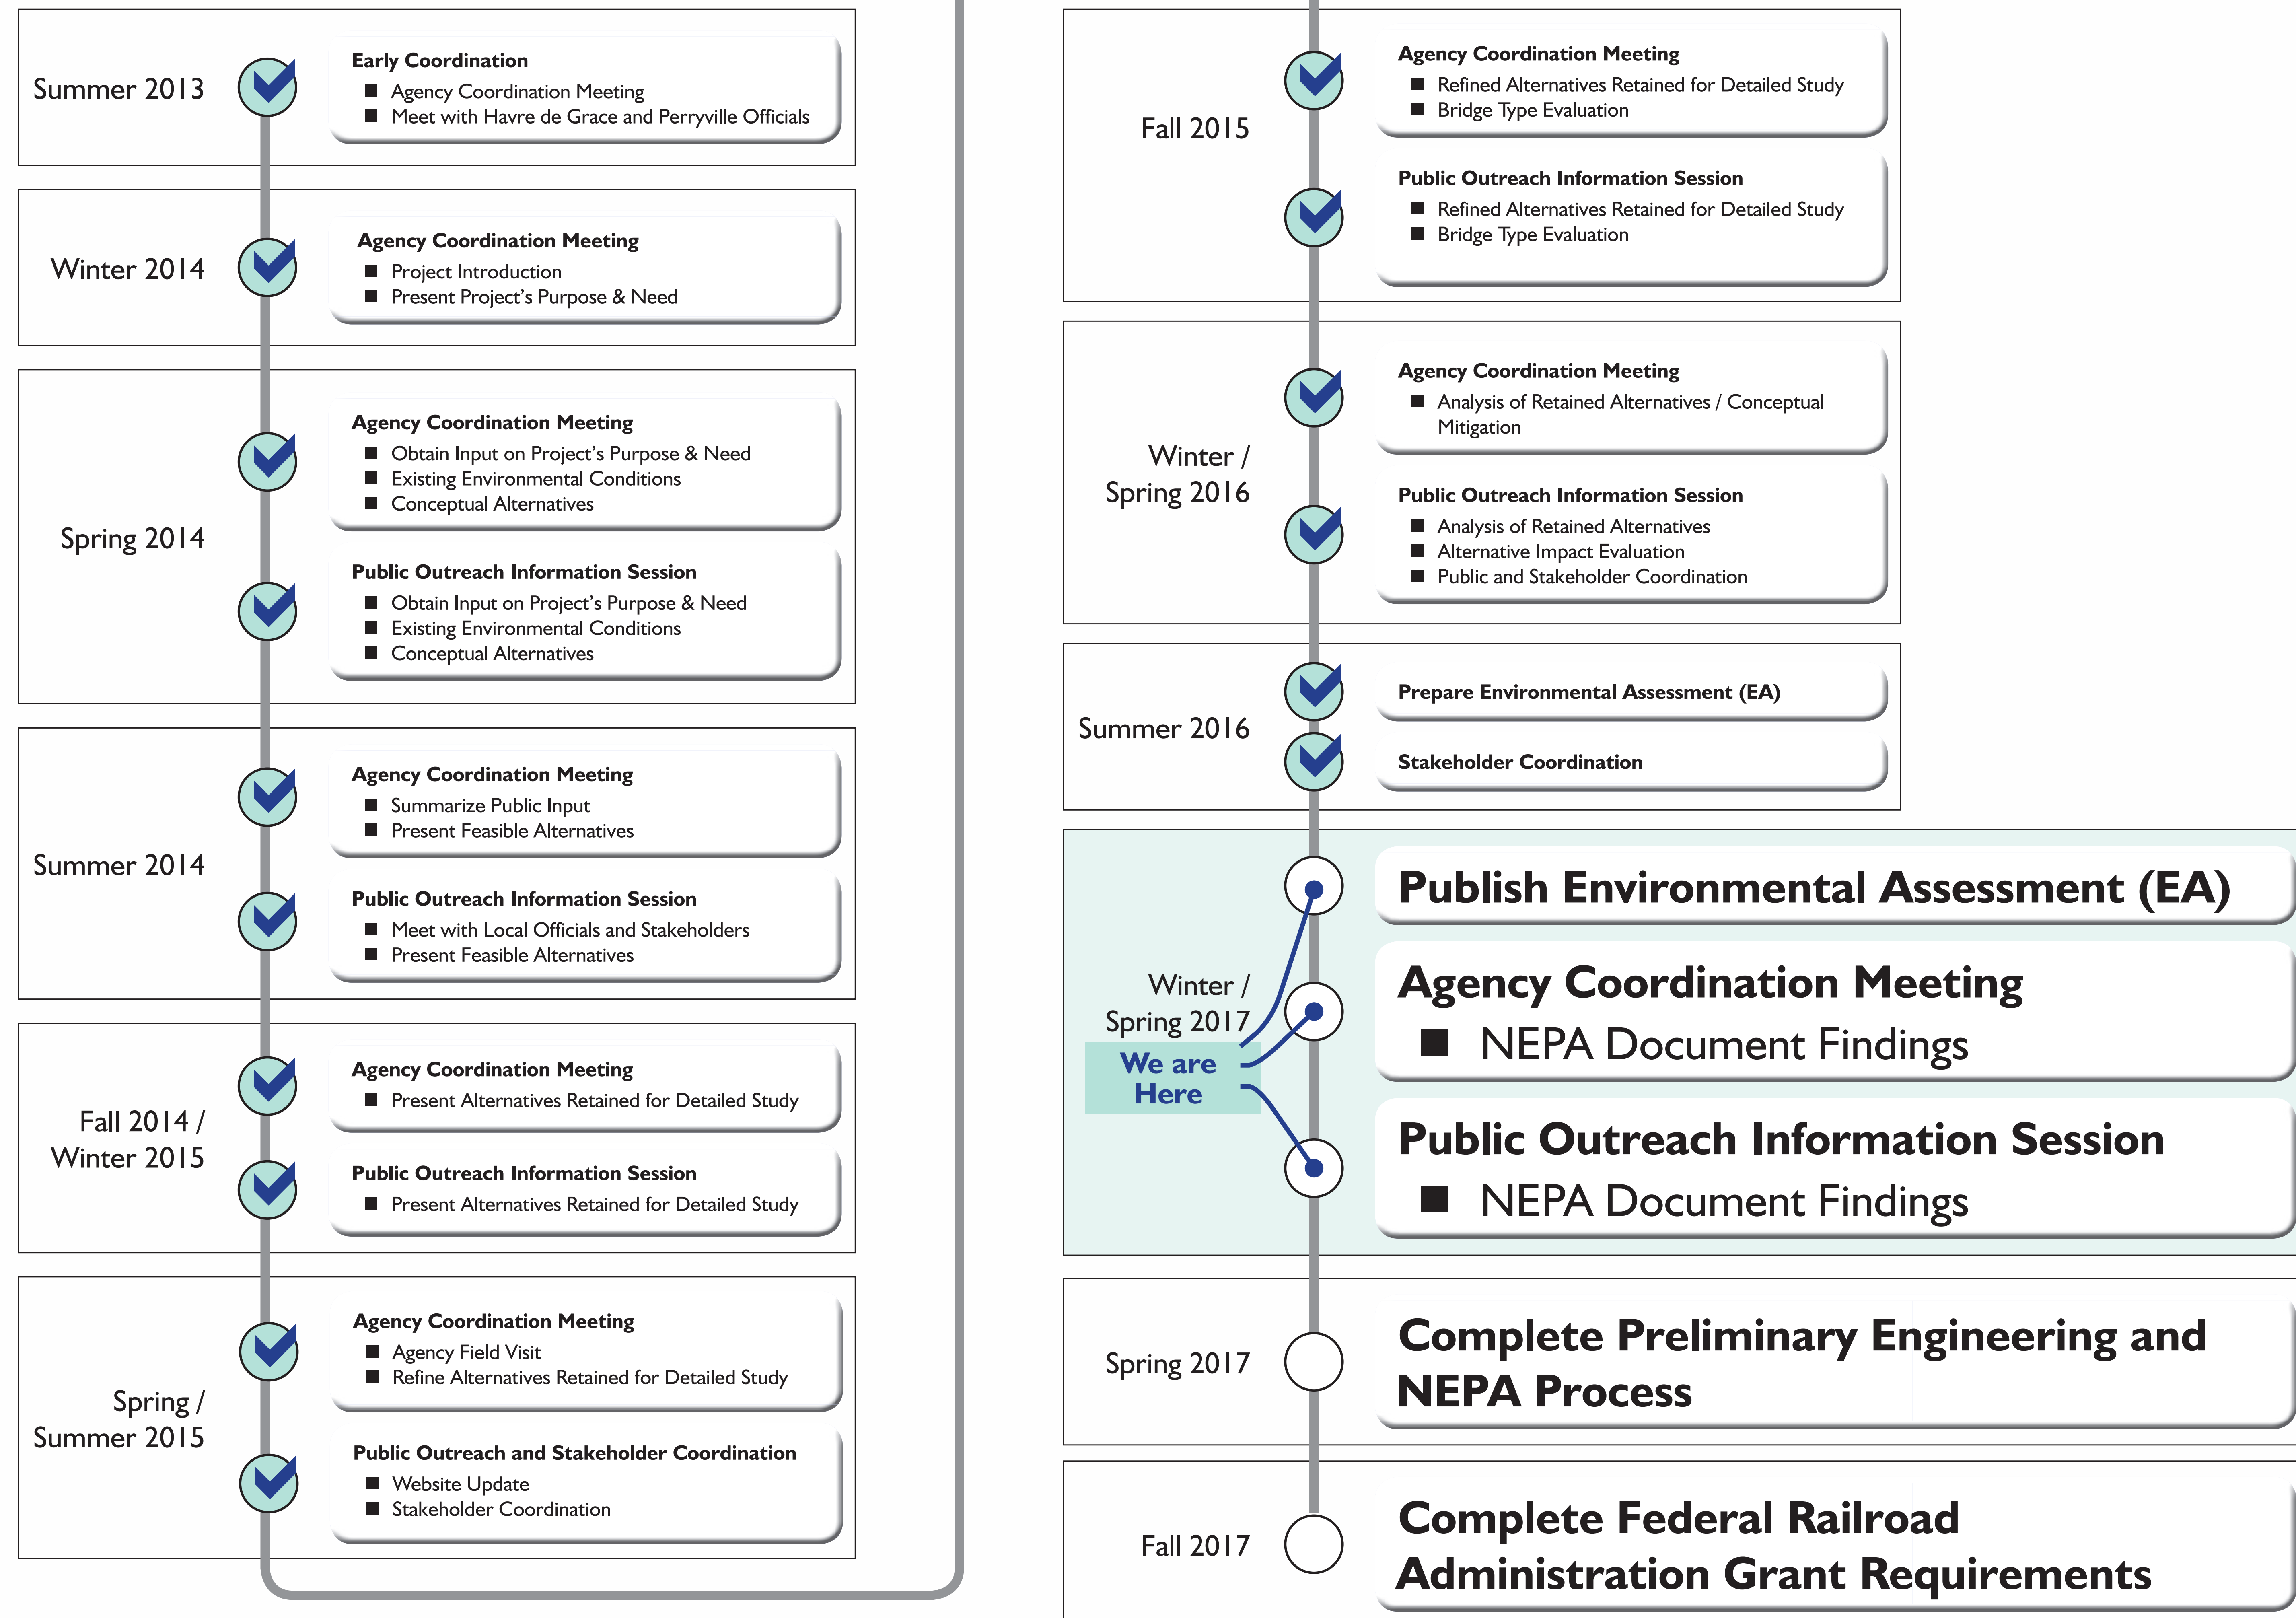 Summer 2013
Early Coordination
■ Agency Coordination Meeting
■ Meet with Havre de Grace and Perryville Officials
Winter 2014
Agency Coordination Meeting
■ Project Introduction
■ Present Project's Purpose & Need
Spring 2014
Agency Coordination Meeting
■ Obtain Input on Project's Purpose & Need
■ Existing Environmental Conditions
■ Conceptual Alternatives
Public Outreach Information Session
■ Obtain Input on Project's Purpose & Need
■ Existing Environmental Conditions
■ Conceptual Alternatives
Summer 2014
Agency Coordination Meeting
■ Summarize Public Input
■ Present Feasible Alternatives
Public Outreach Information Session
■ Meet with Local Officials and Stakeholders
■ Present Feasible Alternatives
Fall 2014 /
Winter 2015
Agency Coordination Meeting
■ Present Alternatives Retained for Detailed Study
Public Outreach Information Session
■ Present Alternatives Retained for Detailed Study
Spring /
Summer 2015
Agency Coordination Meeting
■ Agency Field Visit
■ Refine Alternatives Retained for Detailed Study
Public Outreach and Stakeholder Coordination
■ Website Update
■ Stakeholder Coordination
Fall 2015
Agency Coordination Meeting
■ Refined Alternatives Retained for Detailed Study
■ Bridge Type Evaluation
Public Outreach Information Session
■ Refined Alternatives Retained for Detailed Study
■ Bridge Type Evaluation
Winter /
Spring 2016
Agency Coordination Meeting
■ Analysis of Retained Alternatives / Conceptual
Mitigation
Public Outreach Information Session
■ Analysis of Retained Alternatives
■ Alternative Impact Evaluation
■ Public and Stakeholder Coordination
Summer 2016
Prepare Environmental Assessment (EA)
Stakeholder Coordination
Winter /
Spring 2017
We are
Here
Publish Environmental Assessment (EA)
Agency Coordination Meeting
■ NEPA Document Findings
Public Outreach Information Session
■ NEPA Document Findings
Spring 2017
Complete Preliminary Engineering and
NEPA Process
Fall 2017
Complete Federal Railroad
Administration Grant Requirements